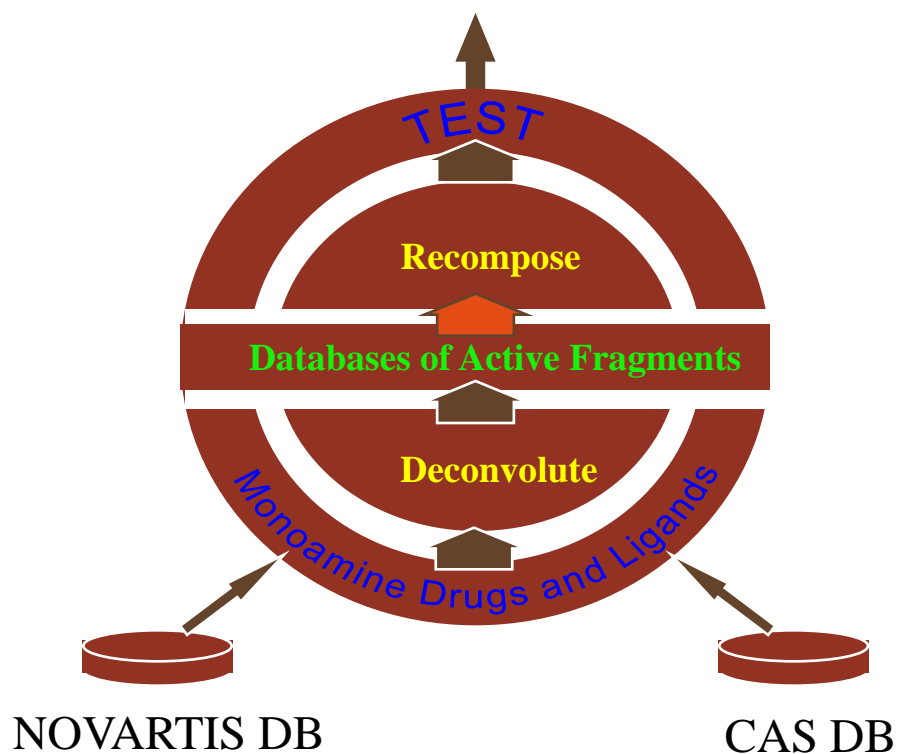 TEST
Recompose
Databases of Active Fragments
Deconvolute
Monoamine Drugs and Ligands
NOVARTIS DB
CAS DB